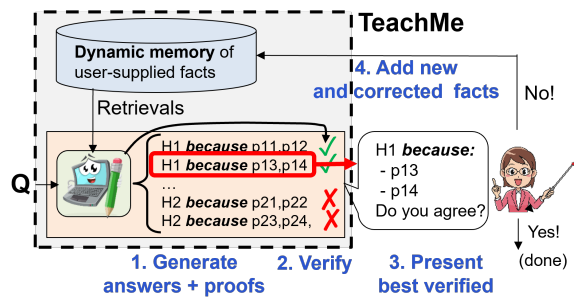 TeachMe
Dynamic memory of
user-supplied facts
4. Add new
and corrected facts
No!
Retrievals
Q
H1 because p11,p12
H1 because p13,p14
...
H2 because p21,p22
H2 because p23,p24,
H1 because:
- p13
- p14
Do you agree?
Yes!
(done)
1. Generate
answers + proofs
2. Verify
3. Present
best verified